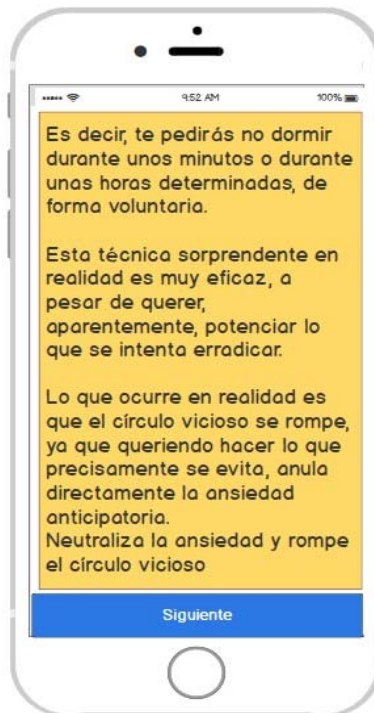 9:52 AM 100%
Es decir, te pedirás no dormir
durante unos minutos o durante
unas horas determinadas, de
forma voluntaria.
Esta técnica sorprendente en
realidad es muy eficaz, a
pesar de querer,
aparentemente, potenciar lo
que se intenta erradicar.
Lo que ocurre en realidad es
que el círculo vicioso se rompe,
ya que queriendo hacer lo que
precisamente se evita, anula
directamente la ansiedad
anticipatoria.
Neutraliza la ansiedad y rompe
el círculo vicioso
Siguiente